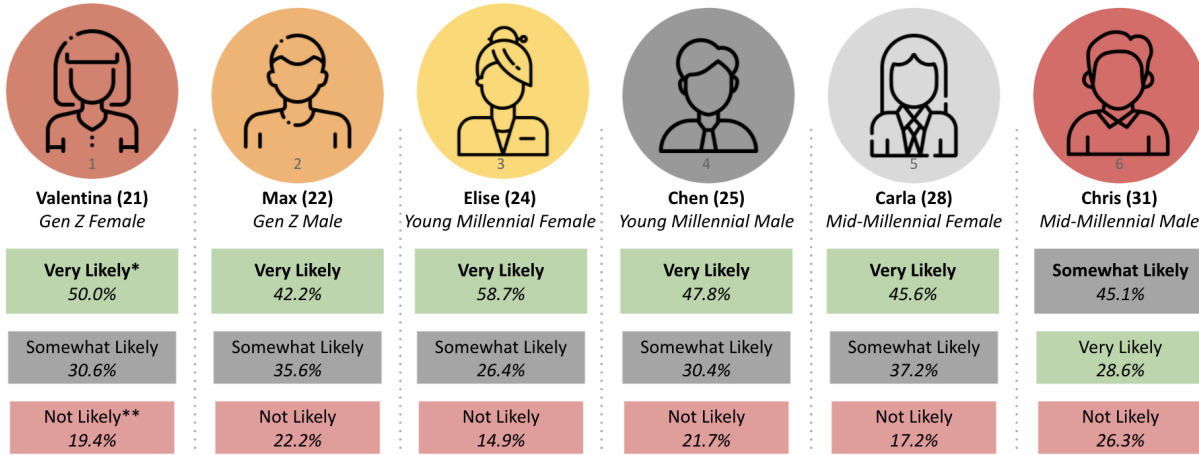 1
Valentina (21)
Gen Z Female
Very Likely*
50.0%
Somewhat Likely
30.6%
Not Likely**
19.4%
2
Max (22)
Gen Z Male
Very Likely
42.2%
Somewhat Likely
35.6%
Not Likely
22.2%
3
Elise (24)
Young Millennial Female
Very Likely
58.7%
Somewhat Likely
26.4%
Not Likely
14.9%
4
Chen (25)
Young Millennial Male
Very Likely
47.8%
Somewhat Likely
30.4%
Not Likely
21.7%
5
Carla (28)
Mid-Millennial Female
Very Likely
45.6%
Somewhat Likely
37.2%
Not Likely
17.2%
6
Chris (31)
Mid-Millennial Male
Somewhat Likely
45.1%
Very Likely
28.6%
Not Likely
26.3%